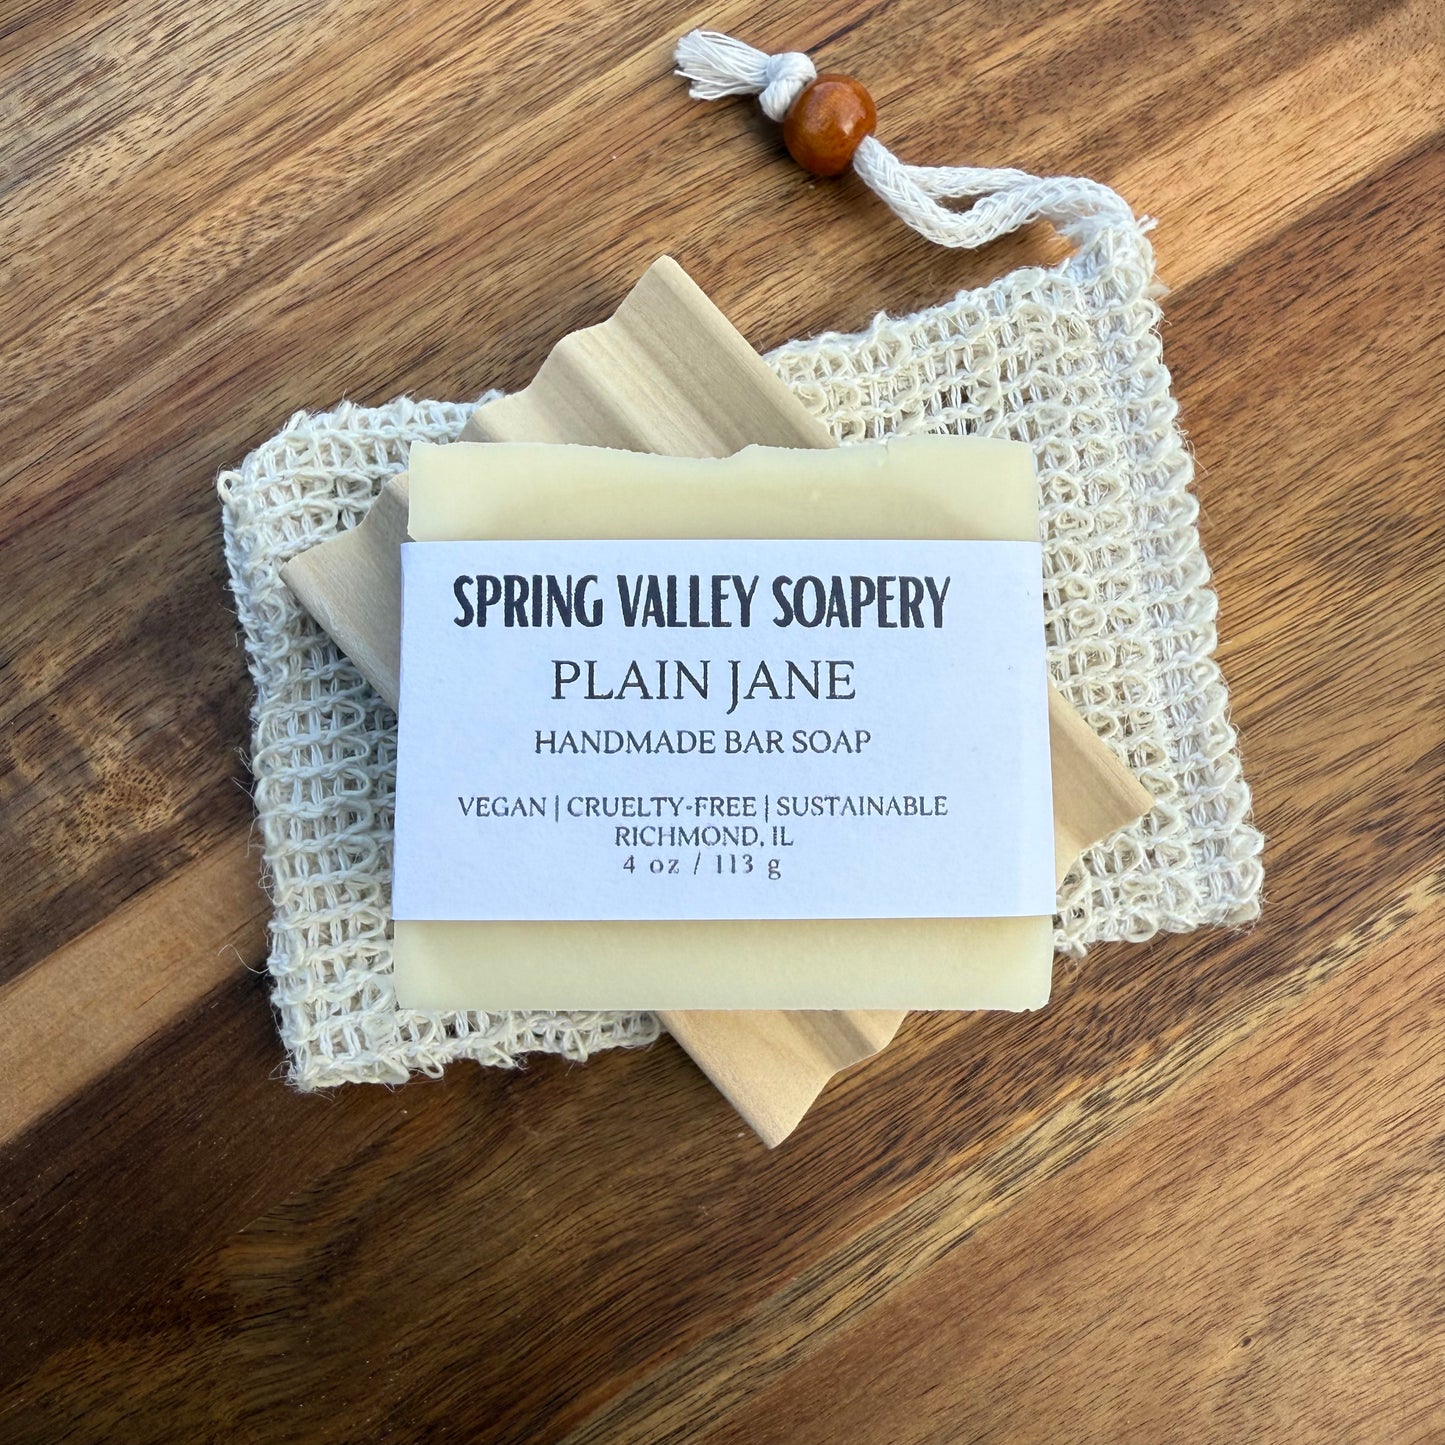 SPRING VALLEY SOAPERY
PLAIN JANE
HANDMADE BAR SOAP
VEGAN | CRUELTY-FREE | SUSTAINABLE
RICHMOND, IL
4 oz / 113 g